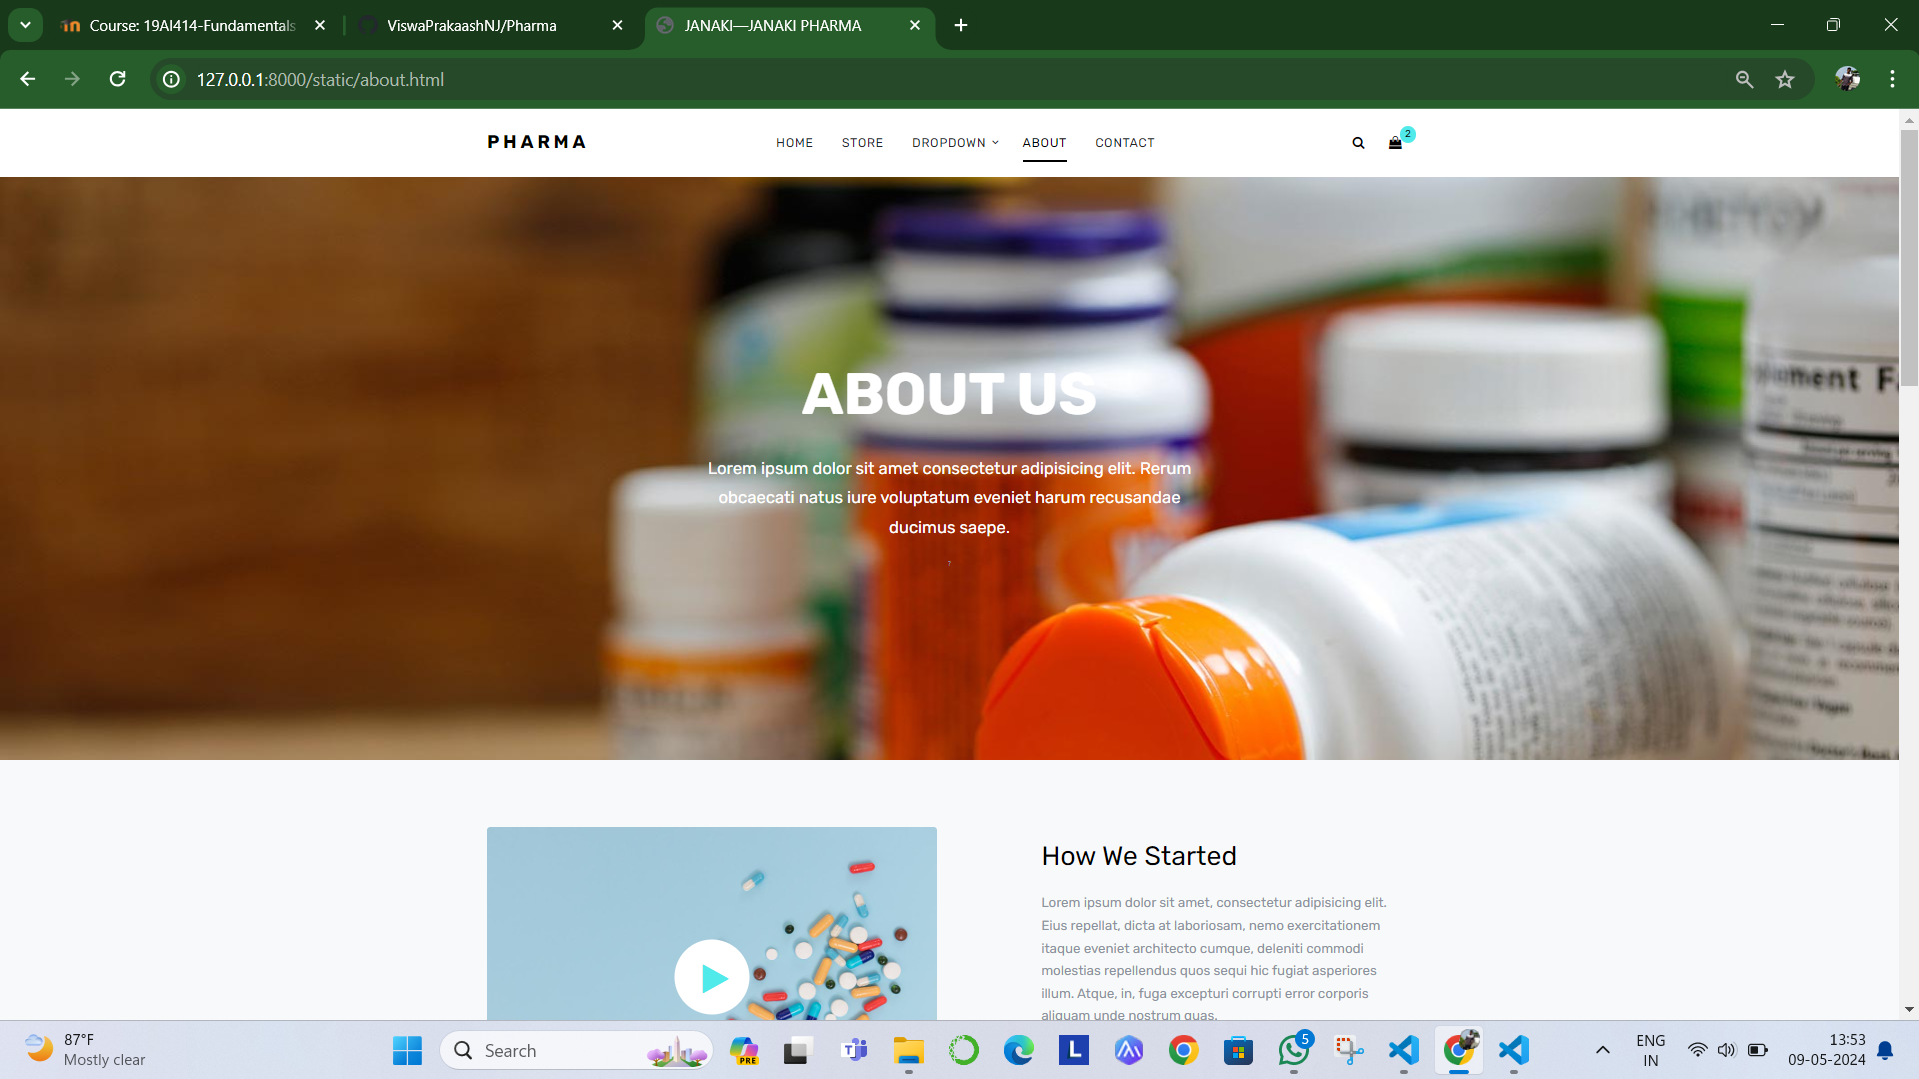 Course: 19AI414-Fundamentals
ViswaPrakaashNJ/Pharma
JANAKI—JANAKI PHARMA
127.0.0.1:8000/static/about.html
PHARMA
HOME
STORE
DROPDOWN
ABOUT
CONTACT
2
ABOUT US
Lorem ipsum dolor sit amet consectetur adipisicing elit. Rerum
obcaecati natus iure voluptatum eveniet harum recusandae
ducimus saepe.
How We Started
Lorem ipsum dolor sit amet, consectetur adipisicing elit.
Eius repellat, dicta at laboriosam, nemo exercitationem
itaque eveniet architecto cumque, deleniti commodi
molestias repellendus quos sequi hic fugiat asperiores
illum. Atque, in, fuga excepturi corrupti error corporis
aliquam unde nostrum quas.
87°F
Mostly clear
Search
PRE
L
5
ENG
IN
13:53
09-05-2024